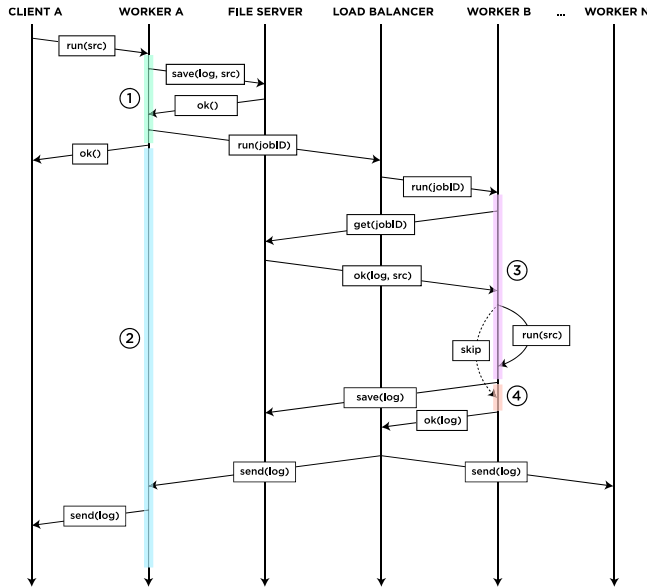 CLIENT A WORKER A FILE SERVER LOAD BALANCER WORKER B ... WORKER N
run(src)
save(log, src)
1
ok()
run(jobID)
ok()
run(jobID)
get(jobID)
3
ok(log, src)
2
run(src)
skip
4
save(log)
ok(log)
send(log) send(log)
send(log)